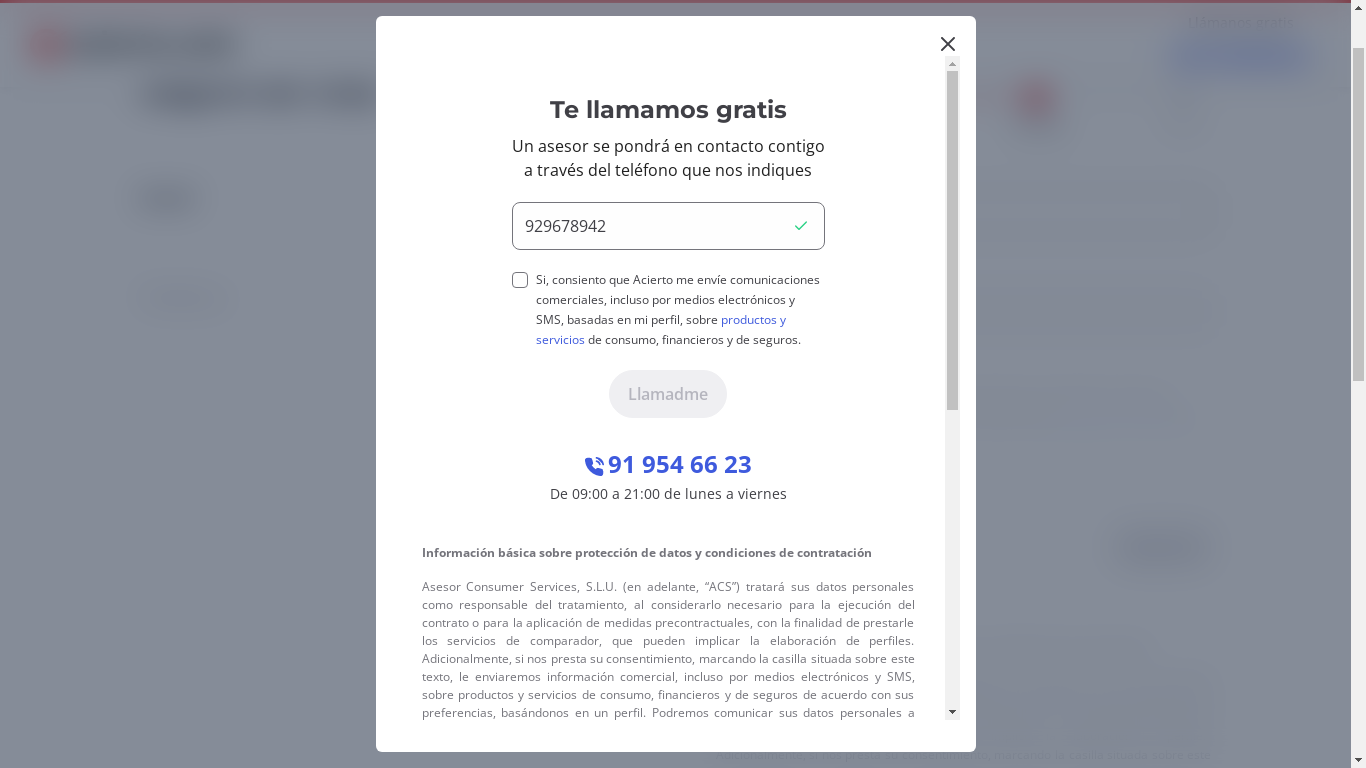 Te llamamos gratis
Un asesor se pondrá en contacto contigo
a través del teléfono que nos indiques
929678942
Si, consiento que Acierto me envíe comunicaciones
comerciales, incluso por medios electrónicos y
SMS, basadas en mi perfil, sobre productos y
servicios de consumo, financieros y de seguros.
Llamadme
91 954 66 23
De 09:00 a 21:00 de lunes a viernes
Información básica sobre protección de datos y condiciones de contratación
Asesor Consumer Services, S.L.U. (en adelante, “ACS”) tratará sus datos personales
como responsable del tratamiento, al considerarlo necesario para la ejecución del
contrato o para la aplicación de medidas precontractuales, con la finalidad de prestarle
los servicios de comparador, que pueden implicar la elaboración de perfiles.
Adicionalmente, si nos presta su consentimiento, marcando la casilla situada sobre este
texto, le enviaremos información comercial, incluso por medios electrónicos y SMS,
sobre productos y servicios de consumo, financieros y de seguros de acuerdo con sus
preferencias, basándonos en un perfil. Podremos comunicar sus datos personales a